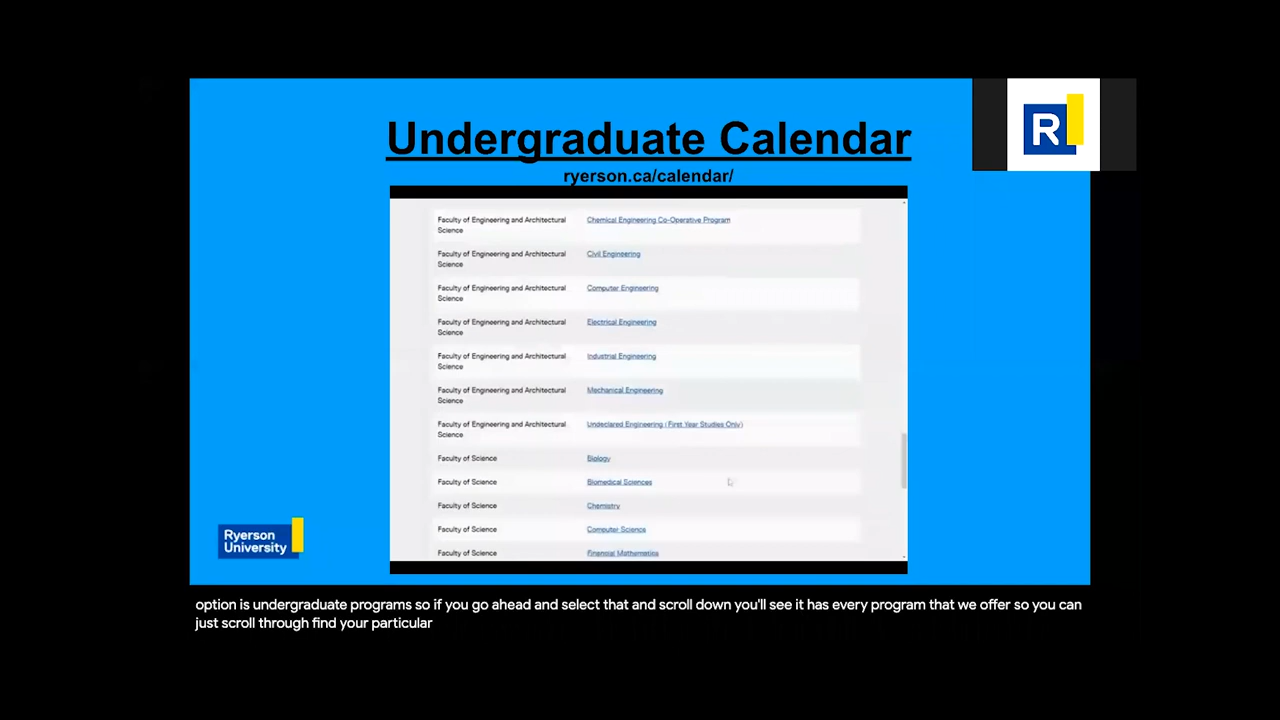 Undergraduate Calendar
ryerson.ca/calendar/
R
Faculty of Engineering and Architectural Science
Chemical Engineering Co-Operative Program
Faculty of Engineering and Architectural Science
Civil Engineering
Faculty of Engineering and Architectural Science
Computer Engineering
Faculty of Engineering and Architectural Science
Electrical Engineering
Faculty of Engineering and Architectural Science
Industrial Engineering
Faculty of Engineering and Architectural Science
Mechanical Engineering
Faculty of Engineering and Architectural Science
Undeclared Engineering (First Year Studies Only)
Faculty of Science
Biology
Faculty of Science
Biomedical Sciences
Faculty of Science
Chemistry
Faculty of Science
Computer Science
Faculty of Science
Financial Mathematics
Ryerson
University
option is undergraduate programs so if you go ahead and select that and scroll down you'll see it has every program that we offer so you can
just scroll through find your particular